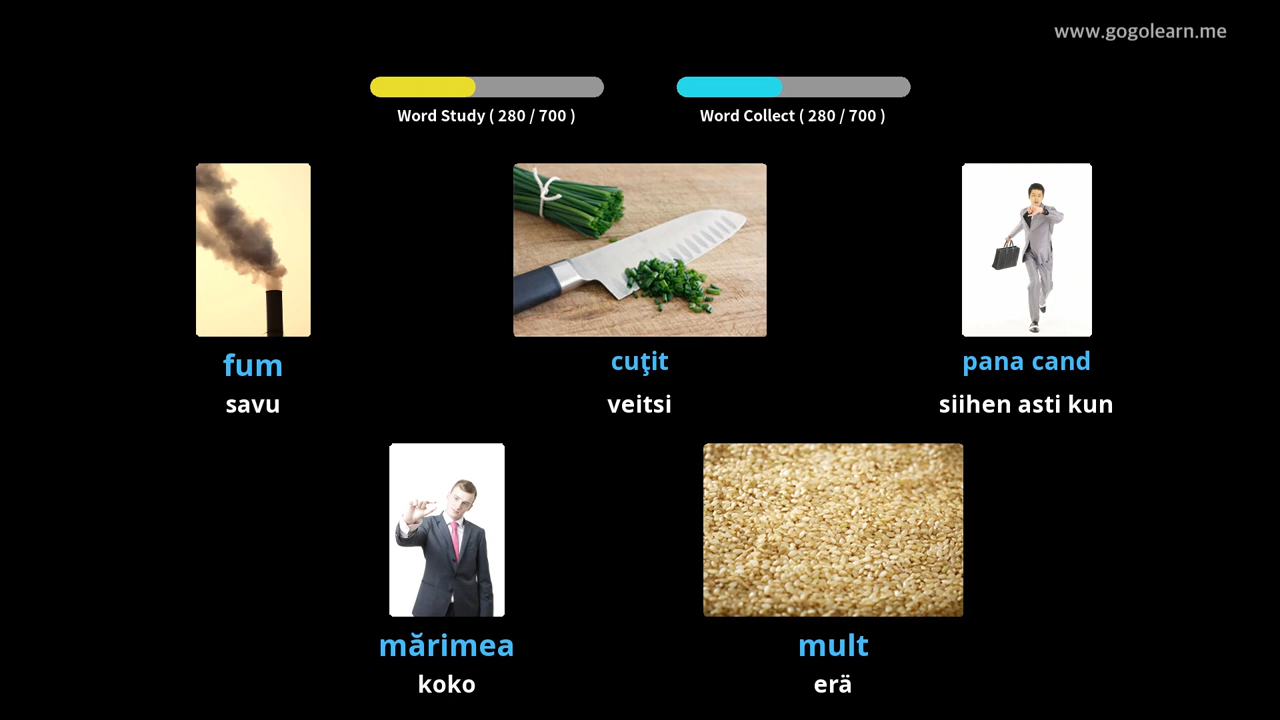 www.gogolearn.me
Word Study ( 280 / 700 )
Word Collect ( 280 / 700 )
fum
savu
cuţit
veitsi
pana cand
siihen asti kun
mărimea
koko
mult
erä